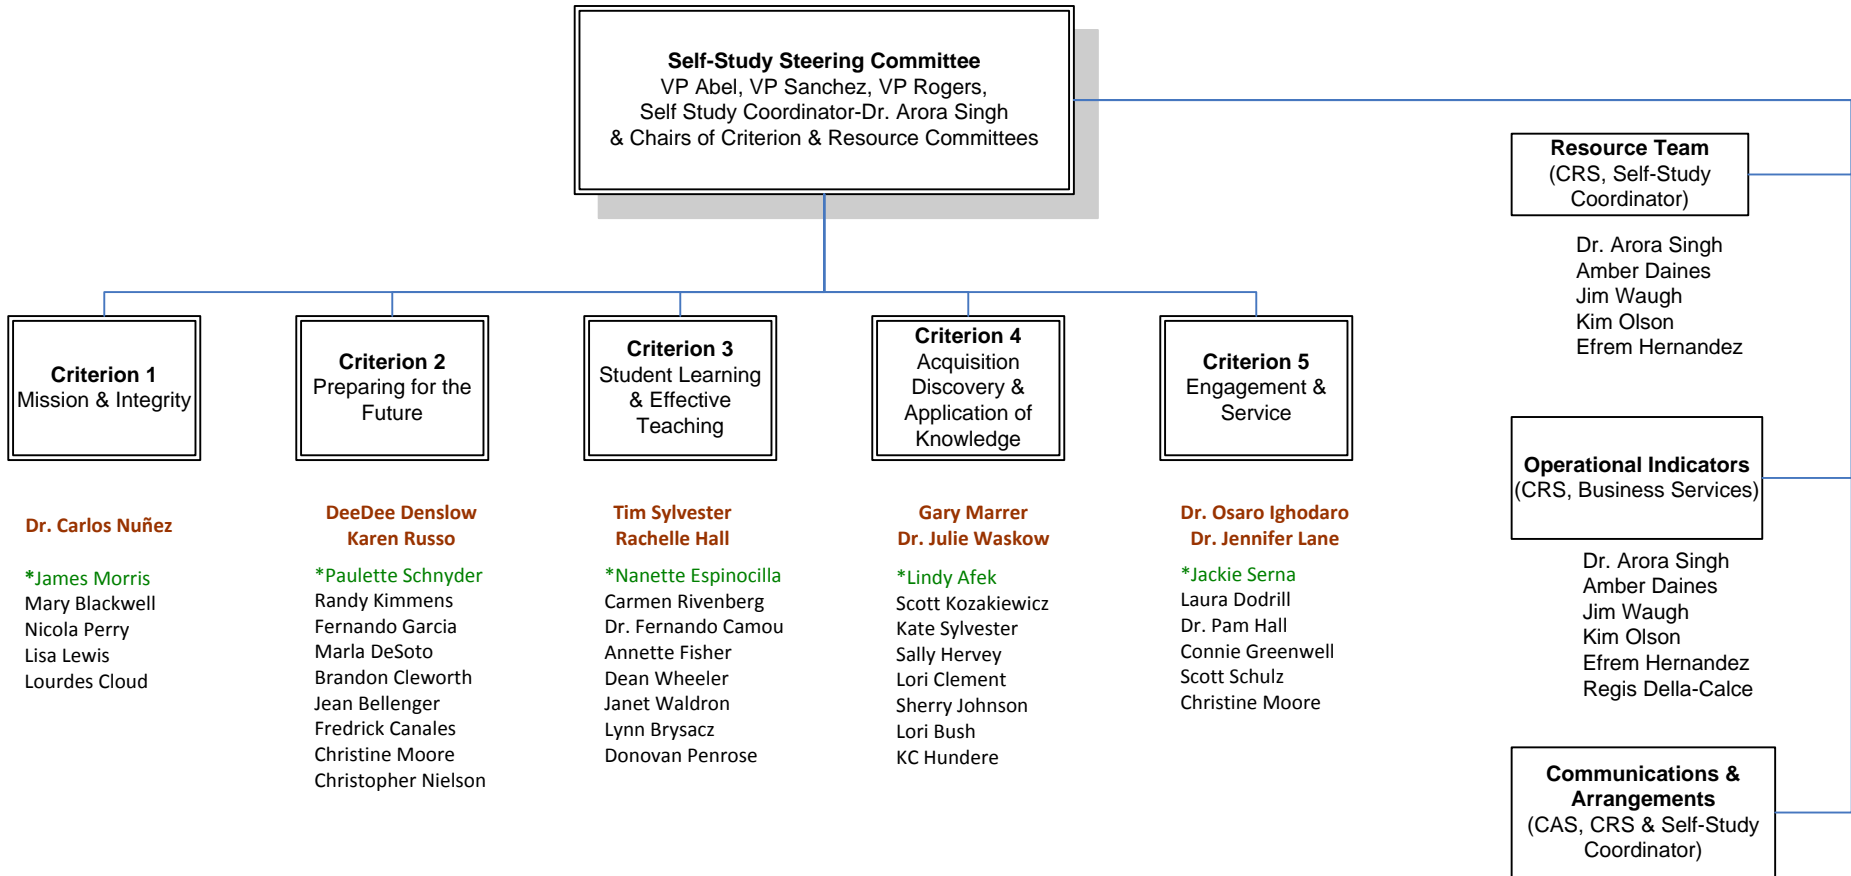 Self-Study Steering Committee
VP Abel, VP Sanchez, VP Rogers,
Self Study Coordinator-Dr. Arora Singh
& Chairs of Criterion & Resource Committees
Criterion 1
Mission & Integrity
Dr. Carlos Nuñez
*James Morris
Mary Blackwell
Nicola Perry
Lisa Lewis
Lourdes Cloud
Criterion 2
Preparing for the
Future
DeeDee Denslow
Karen Russo
*Paulette Schnyder
Randy Kimmens
Fernando Garcia
Marla DeSoto
Brandon Cleworth
Jean Bellenger
Fredrick Canales
Christine Moore
Christopher Nielson
Criterion 3
Student Learning
& Effective
Teaching
Tim Sylvester
Rachelle Hall
*Nanette Espinocilla
Carmen Rivenberg
Dr. Fernando Camou
Annette Fisher
Dean Wheeler
Janet Waldron
Lynn Brysacz
Donovan Penrose
Criterion 4
Acquisition
Discovery &
Application of
Knowledge
Gary Marrer
Dr. Julie Waskow
*Lindy Afek
Scott Kozakiewicz
Kate Sylvester
Sally Hervey
Lori Clement
Sherry Johnson
Lori Bush
KC Hundere
Criterion 5
Engagement &
Service
Dr. Osaro Ighodaro
Dr. Jennifer Lane
*Jackie Serna
Laura Dodrill
Dr. Pam Hall
Connie Greenwell
Scott Schulz
Christine Moore
Resource Team
(CRS, Self-Study
Coordinator)
Dr. Arora Singh
Amber Daines
Jim Waugh
Kim Olson
Efrem Hernandez
Operational Indicators
(CRS, Business Services)
Dr. Arora Singh
Amber Daines
Jim Waugh
Kim Olson
Efrem Hernandez
Regis Della-Calce
Communications &
Arrangements
(CAS, CRS & Self-Study
Coordinator)